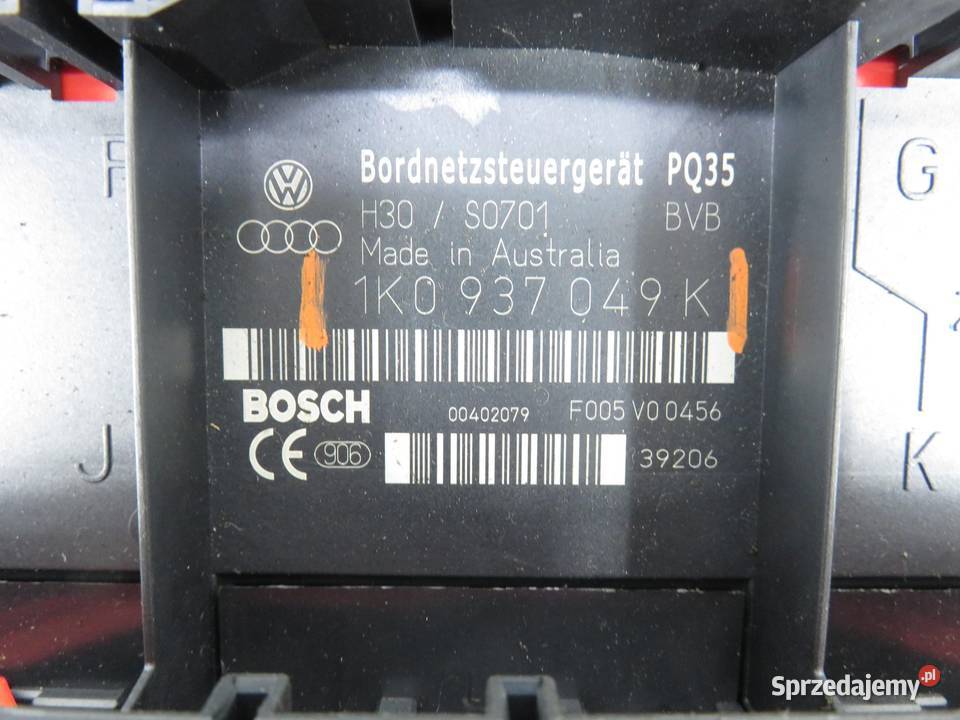 Bordnetzsteuergerät PQ35
H30 / S0701 BVB
Made in Australia
1K0 937 049 K
BOSCH 00402079 F005 V0 0456
CE 906 39206
G
J
K
Sprzedajemy.pl